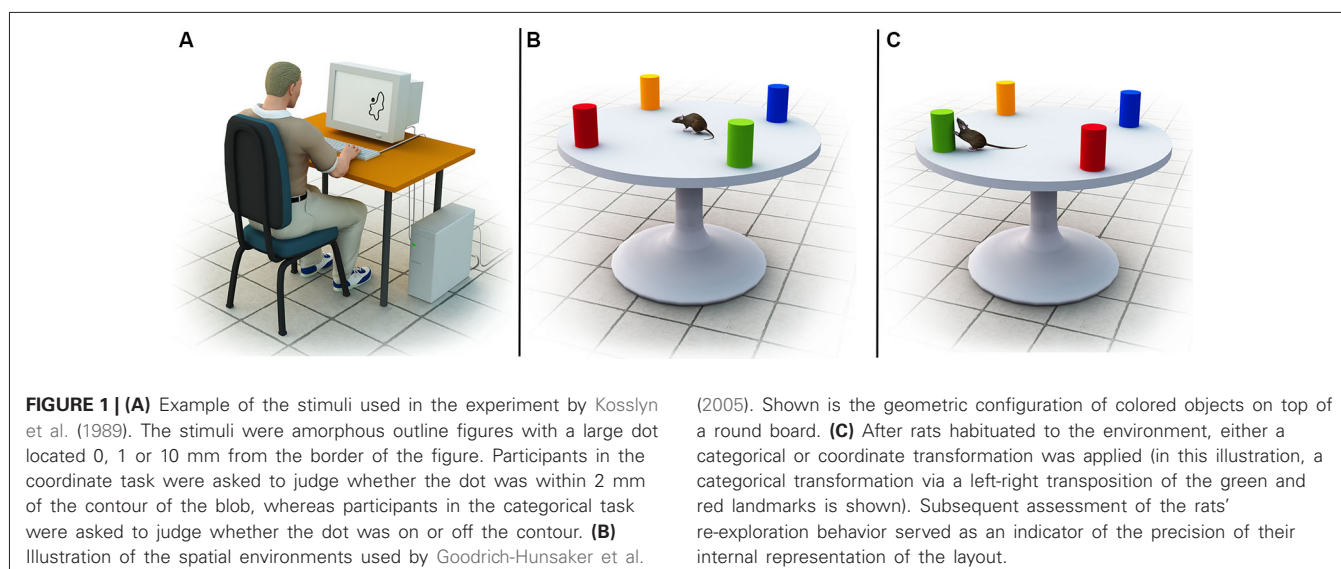 A
B
C
FIGURE 1 | (A) Example of the stimuli used in the experiment by Kosslyn
et al. (1989). The stimuli were amorphous outline figures with a large dot
located 0, 1 or 10 mm from the border of the figure. Participants in the
coordinate task were asked to judge whether the dot was within 2 mm
of the contour of the blob, whereas participants in the categorical task
were asked to judge whether the dot was on or off the contour. (B)
Illustration of the spatial environments used by Goodrich-Hunsaker et al.
(2005). Shown is the geometric configuration of colored objects on top of
a round board. (C) After rats habituated to the environment, either a
categorical or coordinate transformation was applied (in this illustration, a
categorical transformation via a left-right transposition of the green and
red landmarks is shown). Subsequent assessment of the rats'
re-exploration behavior served as an indicator of the precision of their
internal representation of the layout.